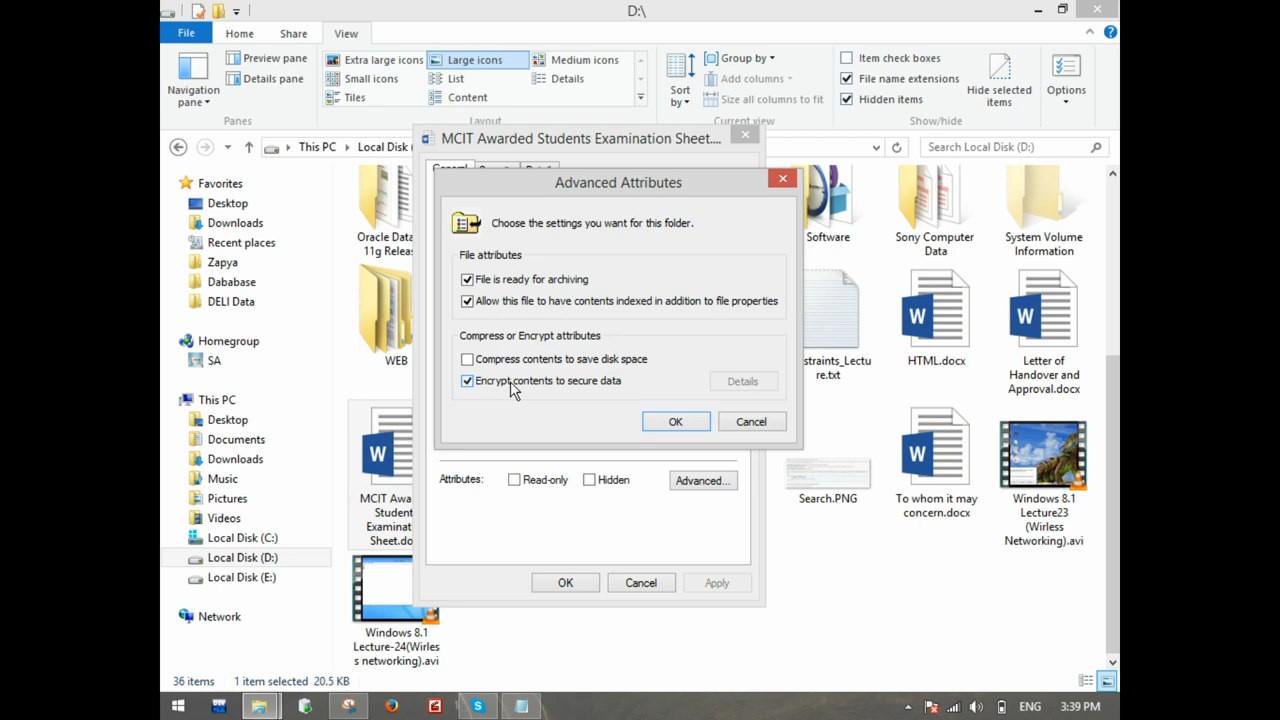 D:\
File
Home
Share
View
Navigation
pane
Preview pane
Details pane
Panes
Extra large icons
Large icons
Medium icons
Small icons
List
Details
Tiles
Content
Layout
Sort
by
Group by
Add columns
Size all columns to fit
Current view
Item check boxes
File name extensions
Hidden items
Hide selected
items
Show/hide
Options
This PC
Local Disk (
Search Local Disk (D:)
Favorites
Desktop
Downloads
Recent places
Zapya
Dababase
DELI Data
Homegroup
SA
This PC
Desktop
Documents
Downloads
Music
Pictures
Videos
Local Disk (C:)
Local Disk (D:)
Local Disk (E:)
Network
Oracle Data
11g Releas
Software
Sony Computer
Data
System Volume
Information
WEB
straints_Lectu
re.txt
HTML.docx
Letter of
Handover and
Approval.docx
MCIT Awa
Student
Examinat
Sheet.do
Search.PNG
To whom it may
concern.docx
Windows 8.1
Lecture23
(Wirless
Networking).avi
Windows 8.1
Lecture-24(Wirles
s networking).avi
MCIT Awarded Students Examination Sheet....
General
Advanced Attributes
Choose the settings you want for this folder.
File attributes
File is ready for archiving
Allow this file to have contents indexed in addition to file properties
Compress or Encrypt attributes
Compress contents to save disk space
Encrypt contents to secure data
Details
OK
Cancel
Attributes:
Read-only
Hidden
Advanced...
OK
Cancel
Apply
36 items
1 item selected 20.5 KB
ENG
3:39 PM